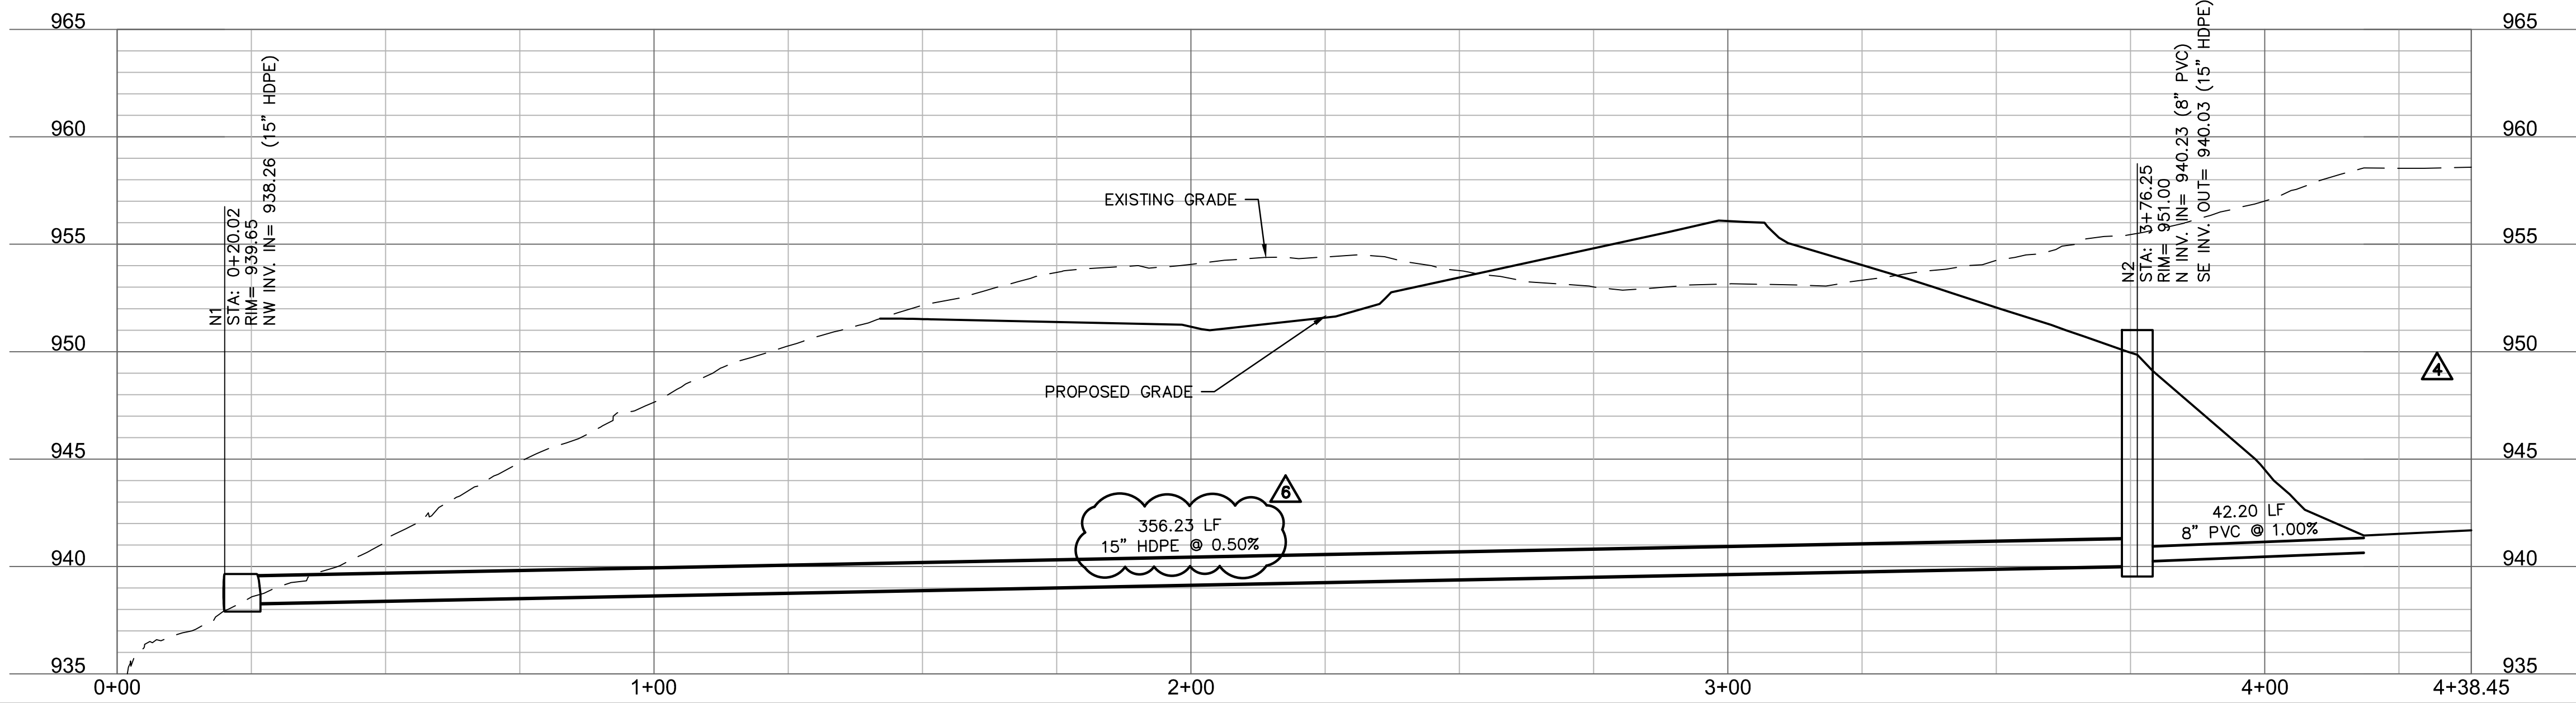 965
965
960
960
955
955
950
950
945
945
940
940
935
935
N1
STA: 0+20.02
RIM= 939.65
NW INV. IN= 938.26 (15" HDPE)
EXISTING GRADE
PROPOSED GRADE
6
356.23 LF
15" HDPE @ 0.50%
N2
STA: 3+76.25
RIM= 951.00
N INV. IN= 940.23 (8" PVC)
SE INV. OUT= 940.03 (15" HDPE)
4
42.20 LF
8" PVC @ 1.00%
0+00
1+00
2+00
3+00
4+00
4+38.45